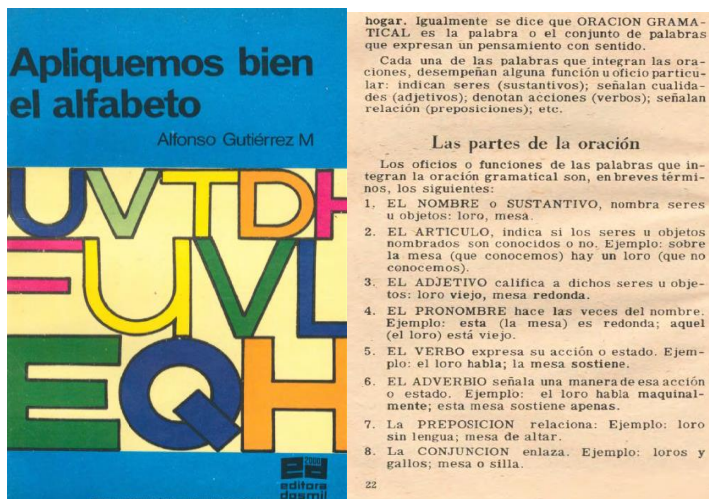 Apliquemos bien
el alfabeto
Alfonso Gutiérrez M
UVTDH
EUVL
EQH
2000
ed
editora
dosmil
hogar. Igualmente se dice que ORACION GRAMA-
TICAL es la palabra o el conjunto de palabras
que expresan un pensamiento con sentido.
Cada una de las palabras que integran las ora-
ciones, desempeñan alguna función u oficio particu-
lar: indican seres (sustantivos); señalan cualida-
des (adjetivos); denotan acciones (verbos); señalan
relación (preposiciones); etc.
Las partes de la oración
Los oficios o funciones de las palabras que in-
tegran la oración gramatical son, en breves térmi-
nos, los siguientes:
1. EL NOMBRE o SUSTANTIVO, nombra seres
u objetos: loro, mesa.
2. EL ARTICULO, indica si los seres u objetos
nombrados son conocidos o no. Ejemplo: sobre
la mesa (que conocemos) hay un loro (que no
conocemos).
3. EL ADJETIVO califica a dichos seres u obje-
tos: loro viejo, mesa redonda.
4. EL PRONOMBRE hace las veces del nombre.
Ejemplo: esta (la mesa) es redonda; aquel
(el loro) está viejo.
5. EL VERBO expresa su acción o estado. Ejem-
plo: el loro habla; la mesa sostiene.
6. EL ADVERBIO señala una manera de esa acción
o estado. Ejemplo: el loro habla maquinal-
mente; esta mesa sostiene apenas.
7. La PREPOSICION relaciona: Ejemplo: loro
sin lengua; mesa de altar.
8. La CONJUNCION enlaza. Ejemplo: loros y
gallos; mesa o silla.
22